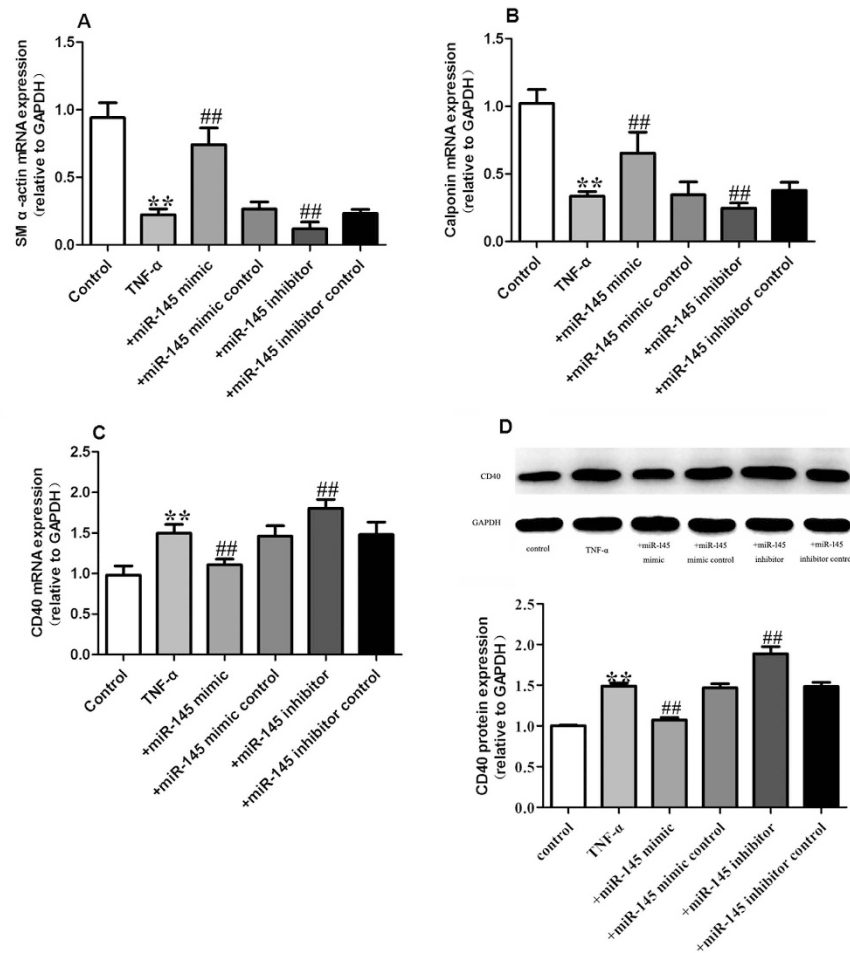 A
SM α-actin mRNA expression
(relative to GAPDH)
1.5
1.0
0.5
0.0
**
##
##
Control
TNF-α
+miR-145 mimic
+miR-145 mimic control
+miR-145 inhibitor
+miR-145 inhibitor control
B
Calponin mRNA expression
(relative to GAPDH)
1.5
1.0
0.5
0.0
**
##
##
Control
TNF-α
+miR-145 mimic
+miR-145 mimic control
+miR-145 inhibitor
+miR-145 inhibitor control
C
CD40 mRNA expression
(relative to GAPDH)
2.5
2.0
1.5
1.0
0.5
0.0
**
##
##
Control
TNF-α
+miR-145 mimic
+miR-145 mimic control
+miR-145 inhibitor
+miR-145 inhibitor control
D
CD40
GAPDH
control
TNF-α
+miR-145
mimic
+miR-145
mimic control
+miR-145
inhibitor
+miR-145
inhibitor control
CD40 protein expression
(relative to GAPDH)
2.5
2.0
1.5
1.0
0.5
0.0
**
##
##
control
TNF-α
+miR-145 mimic
+miR-145 mimic control
+miR-145 inhibitor
+miR-145 inhibitor control